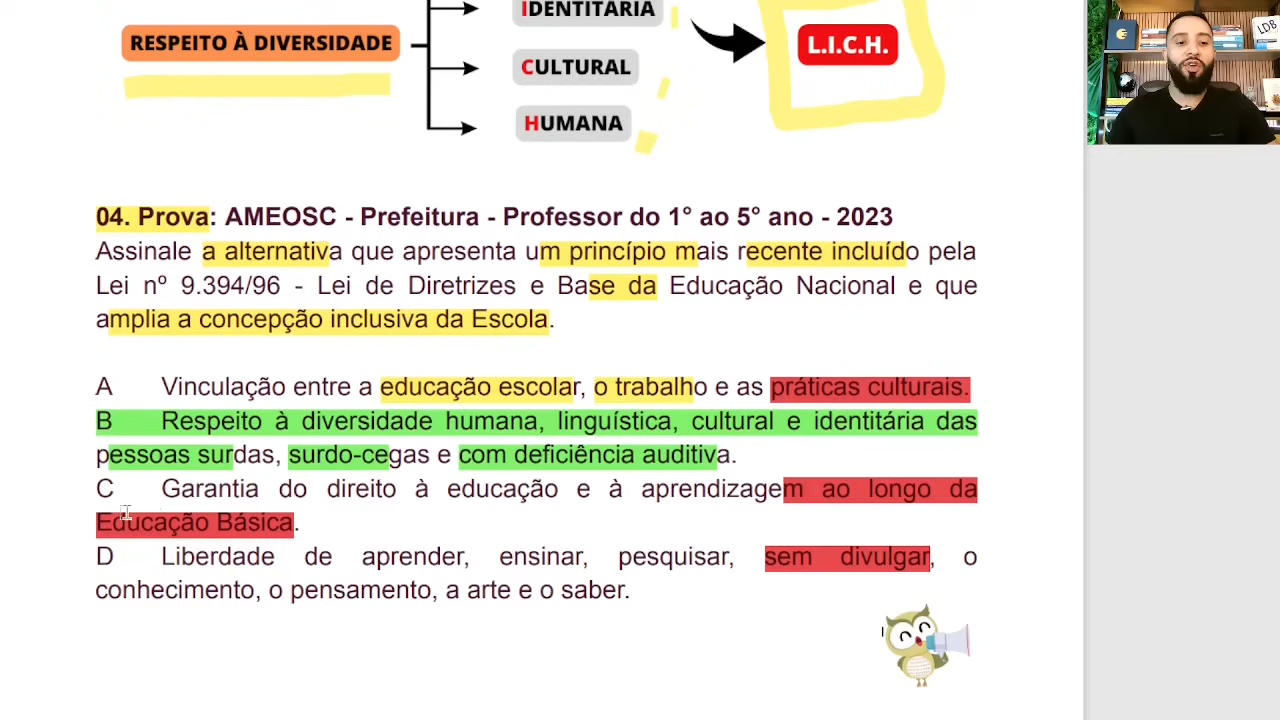 IDENTITÁRIA
RESPEITO À DIVERSIDADE
L.I.C.H.
CULTURAL
HUMANA
LDB
04. Prova: AMEOSC - Prefeitura - Professor do 1° ao 5° ano - 2023
Assinale a alternativa que apresenta um princípio mais recente incluído pela
Lei nº 9.394/96 - Lei de Diretrizes e Base da Educação Nacional e que
amplia a concepção inclusiva da Escola.
A Vinculação entre a educação escolar, o trabalho e as práticas culturais.
B Respeito à diversidade humana, linguística, cultural e identitária das
pessoas surdas, surdo-cegas e com deficiência auditiva.
C Garantia do direito à educação e à aprendizagem ao longo da
Educação Básica.
D Liberdade de aprender, ensinar, pesquisar, sem divulgar, o
conhecimento, o pensamento, a arte e o saber.